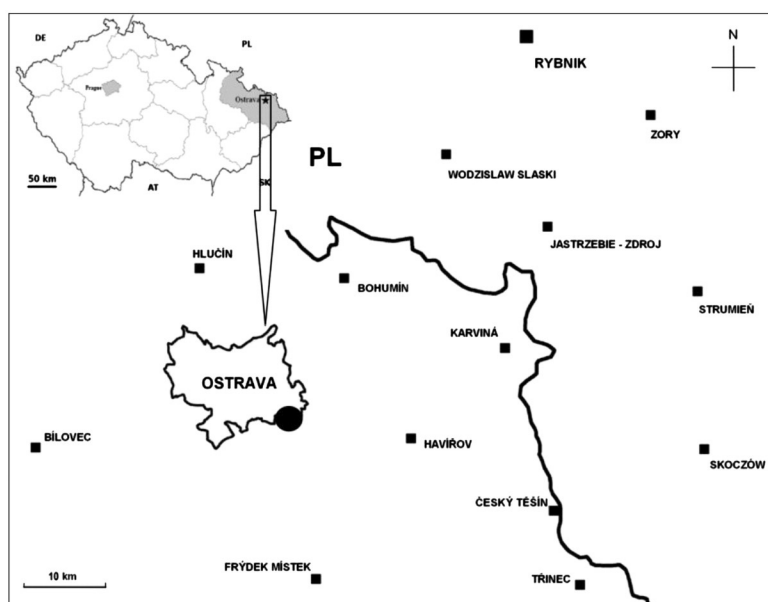 DE
PL
N
RYBNIK
Prague
Ostrava
ZORY
PL
WODZISLAW SLASKI
50 km
AT
SK
JASTRZEBIE - ZDROJ
HLUČÍN
BOHUMÍN
STRUMIEŃ
KARVINÁ
OSTRAVA
BÍLOVEC
HAVÍŘOV
SKOCZÓW
ČESKÝ TĚŠÍN
FRÝDEK MÍSTEK
10 km
TŘINEC